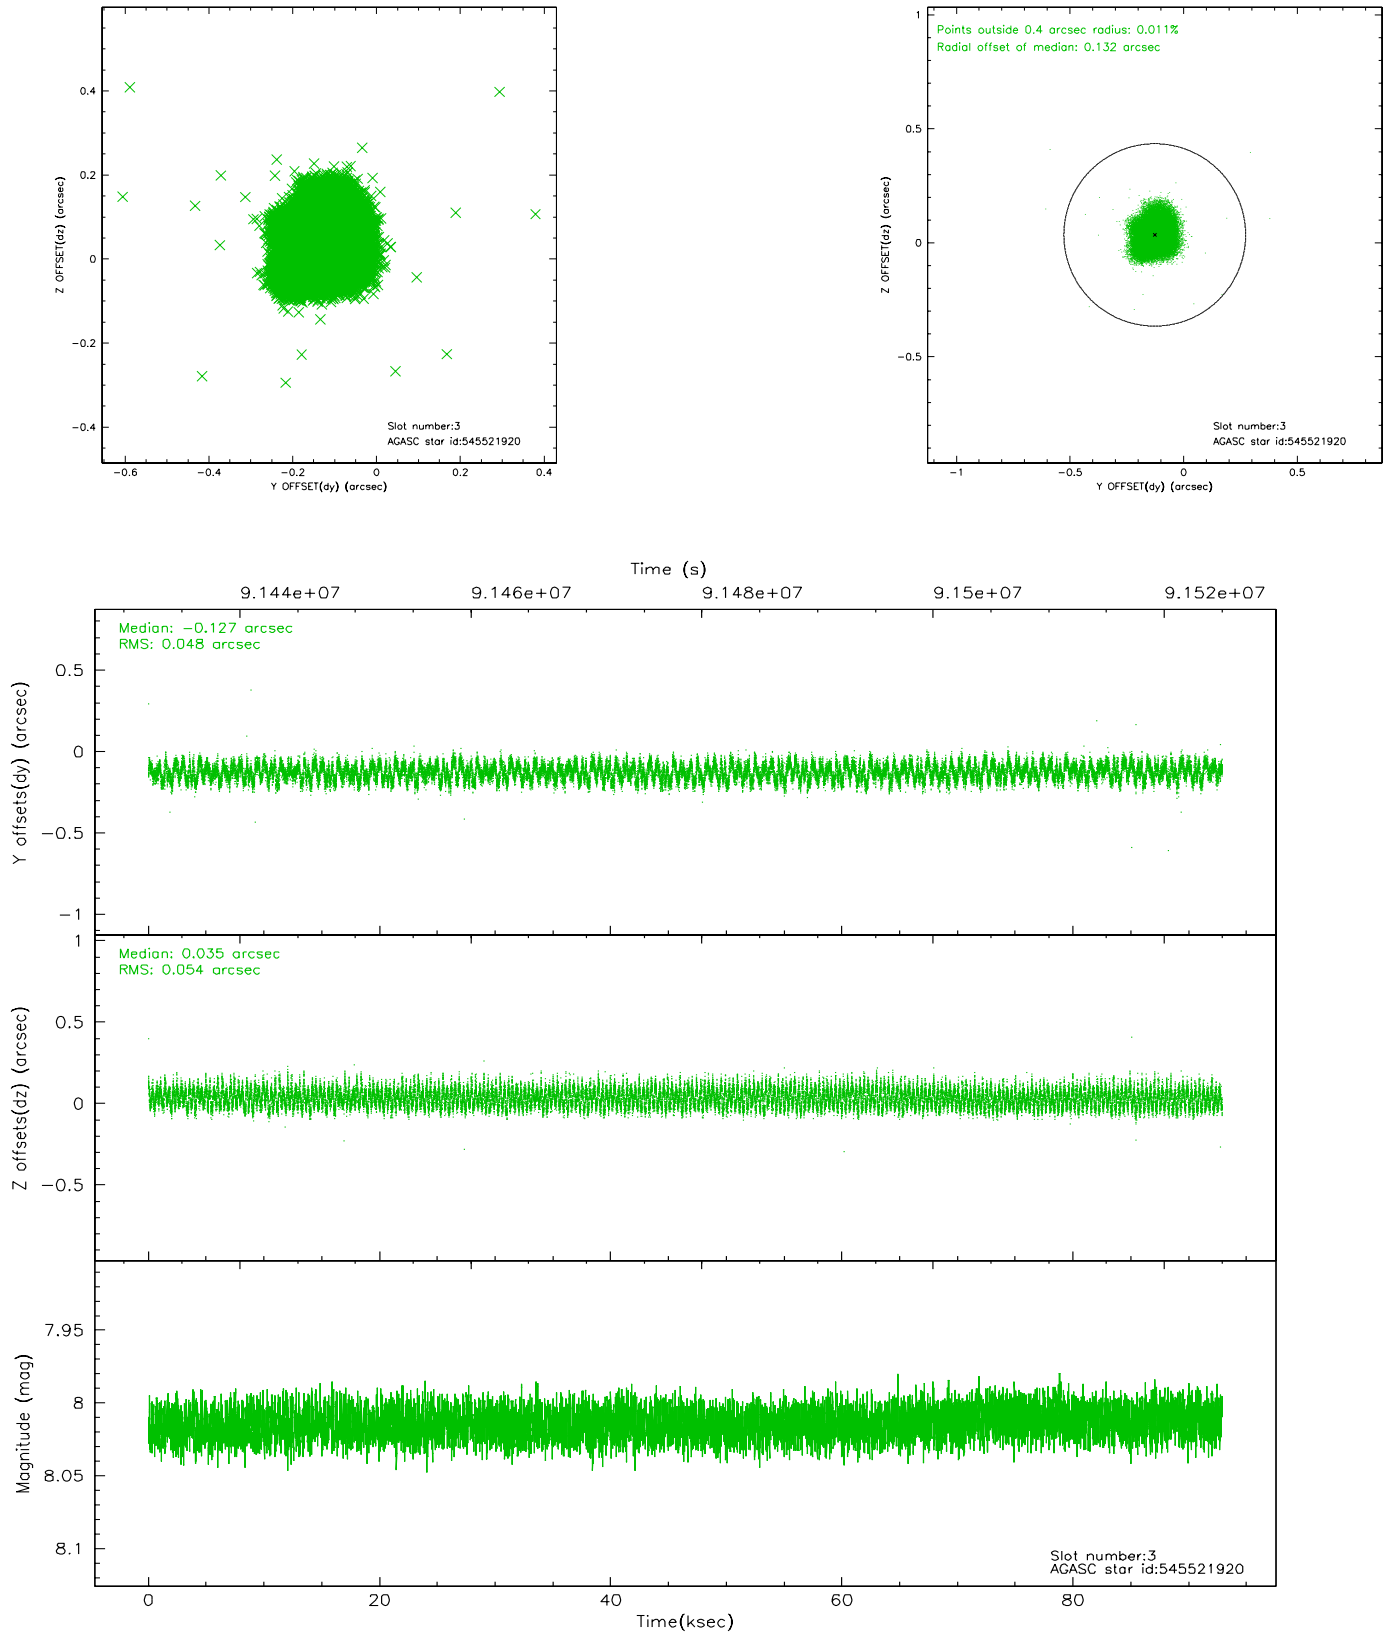 0.4
0.2
0
-0.2
-0.4
Z OFFSET(dz) (arcsec)
-0.6
-0.4
-0.2
0
0.2
0.4
Y OFFSET(dy) (arcsec)
Slot number:3
AGASC star id:545521920
Points outside 0.4 arcsec radius: 0.011%
Radial offset of median: 0.132 arcsec
1
0.5
0
-0.5
Z OFFSET(dz) (arcsec)
-1
-0.5
0
0.5
Y OFFSET(dy) (arcsec)
Slot number:3
AGASC star id:545521920
Time (s)
9.144e+07
9.146e+07
9.148e+07
9.15e+07
9.152e+07
Median: -0.127 arcsec
RMS: 0.048 arcsec
0.5
0
-0.5
-1
Y offsets(dy) (arcsec)
Median: 0.035 arcsec
RMS: 0.054 arcsec
1
0.5
0
-0.5
Z offsets(dz) (arcsec)
7.95
8
8.05
8.1
Magnitude (mag)
Slot number:3
AGASC star id:545521920
0
20
40
60
80
Time(ksec)